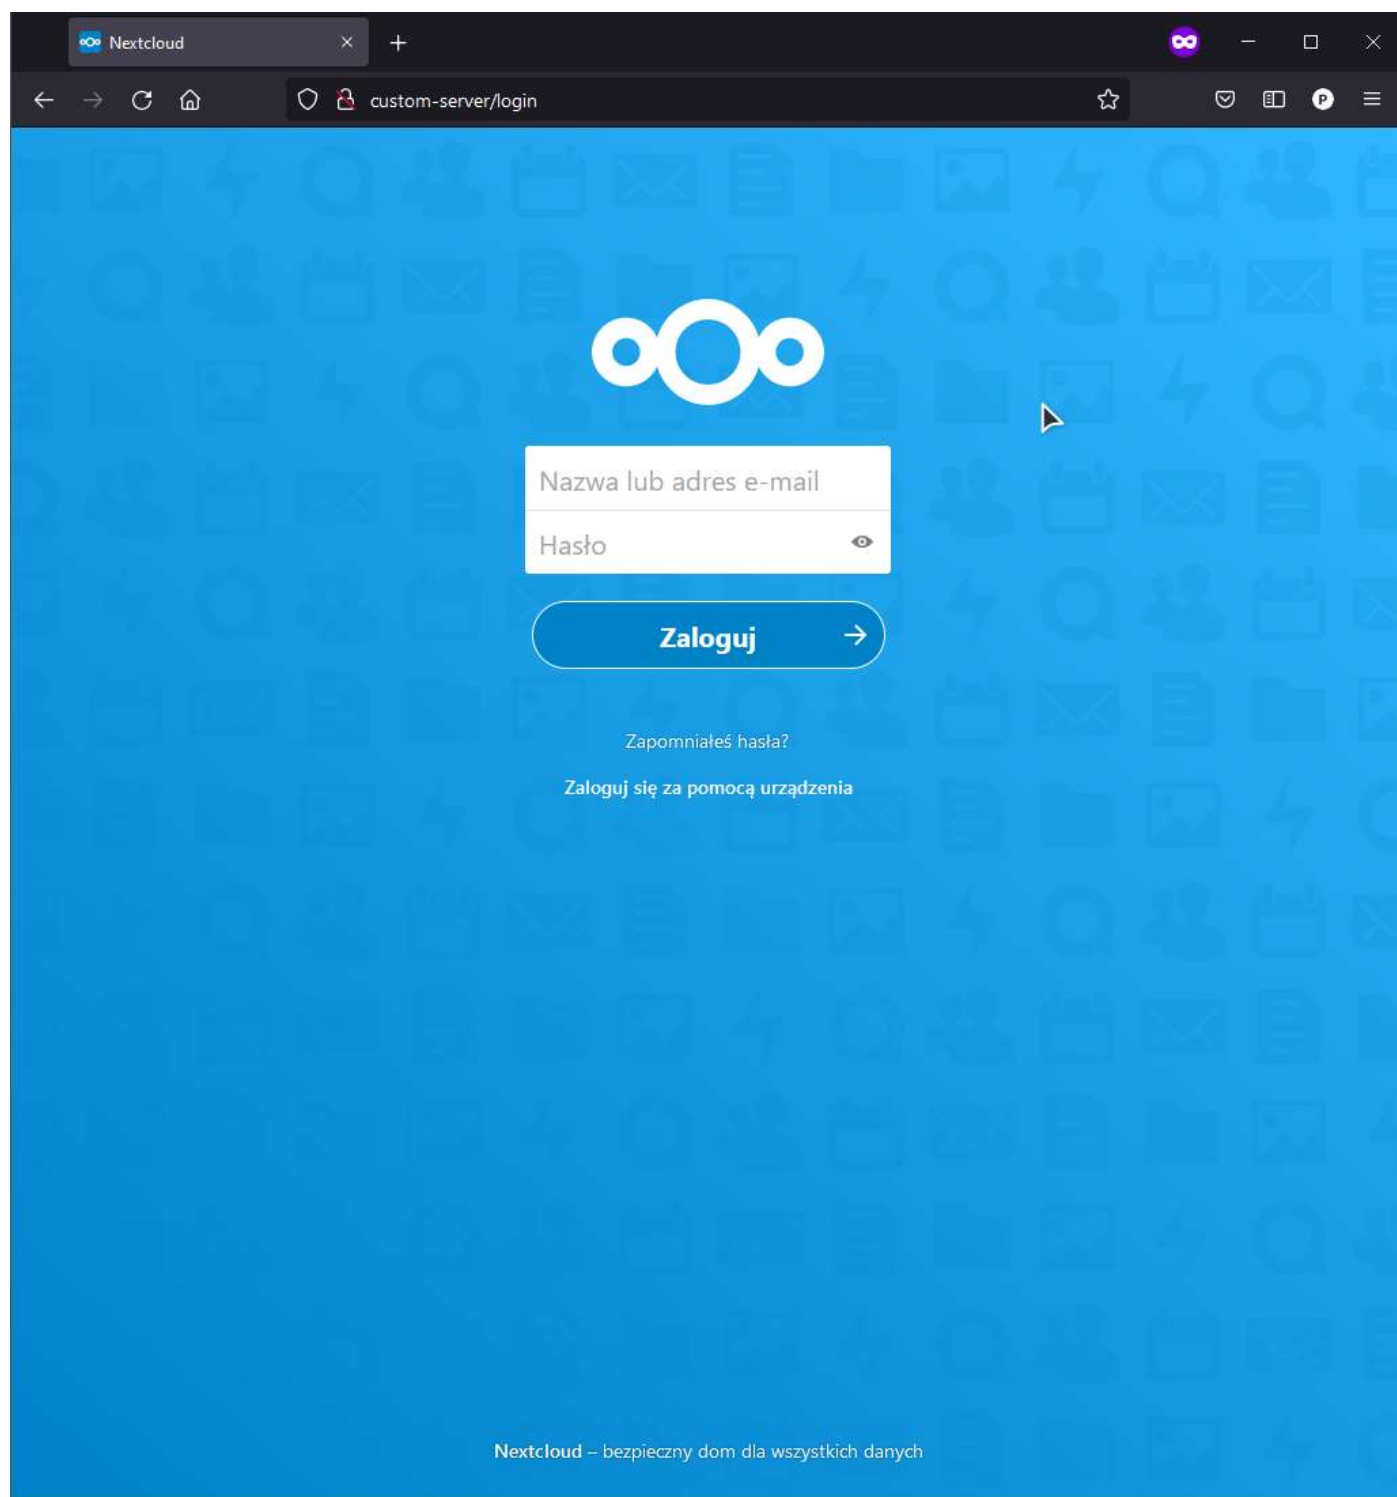 Nextcloud
custom-server/login
P
Nazwa lub adres e-mail
Hasło
Zaloguj
Zapomniałeś hasła?
Zaloguj się za pomocą urządzenia
Nextcloud – bezpieczny dom dla wszystkich danych